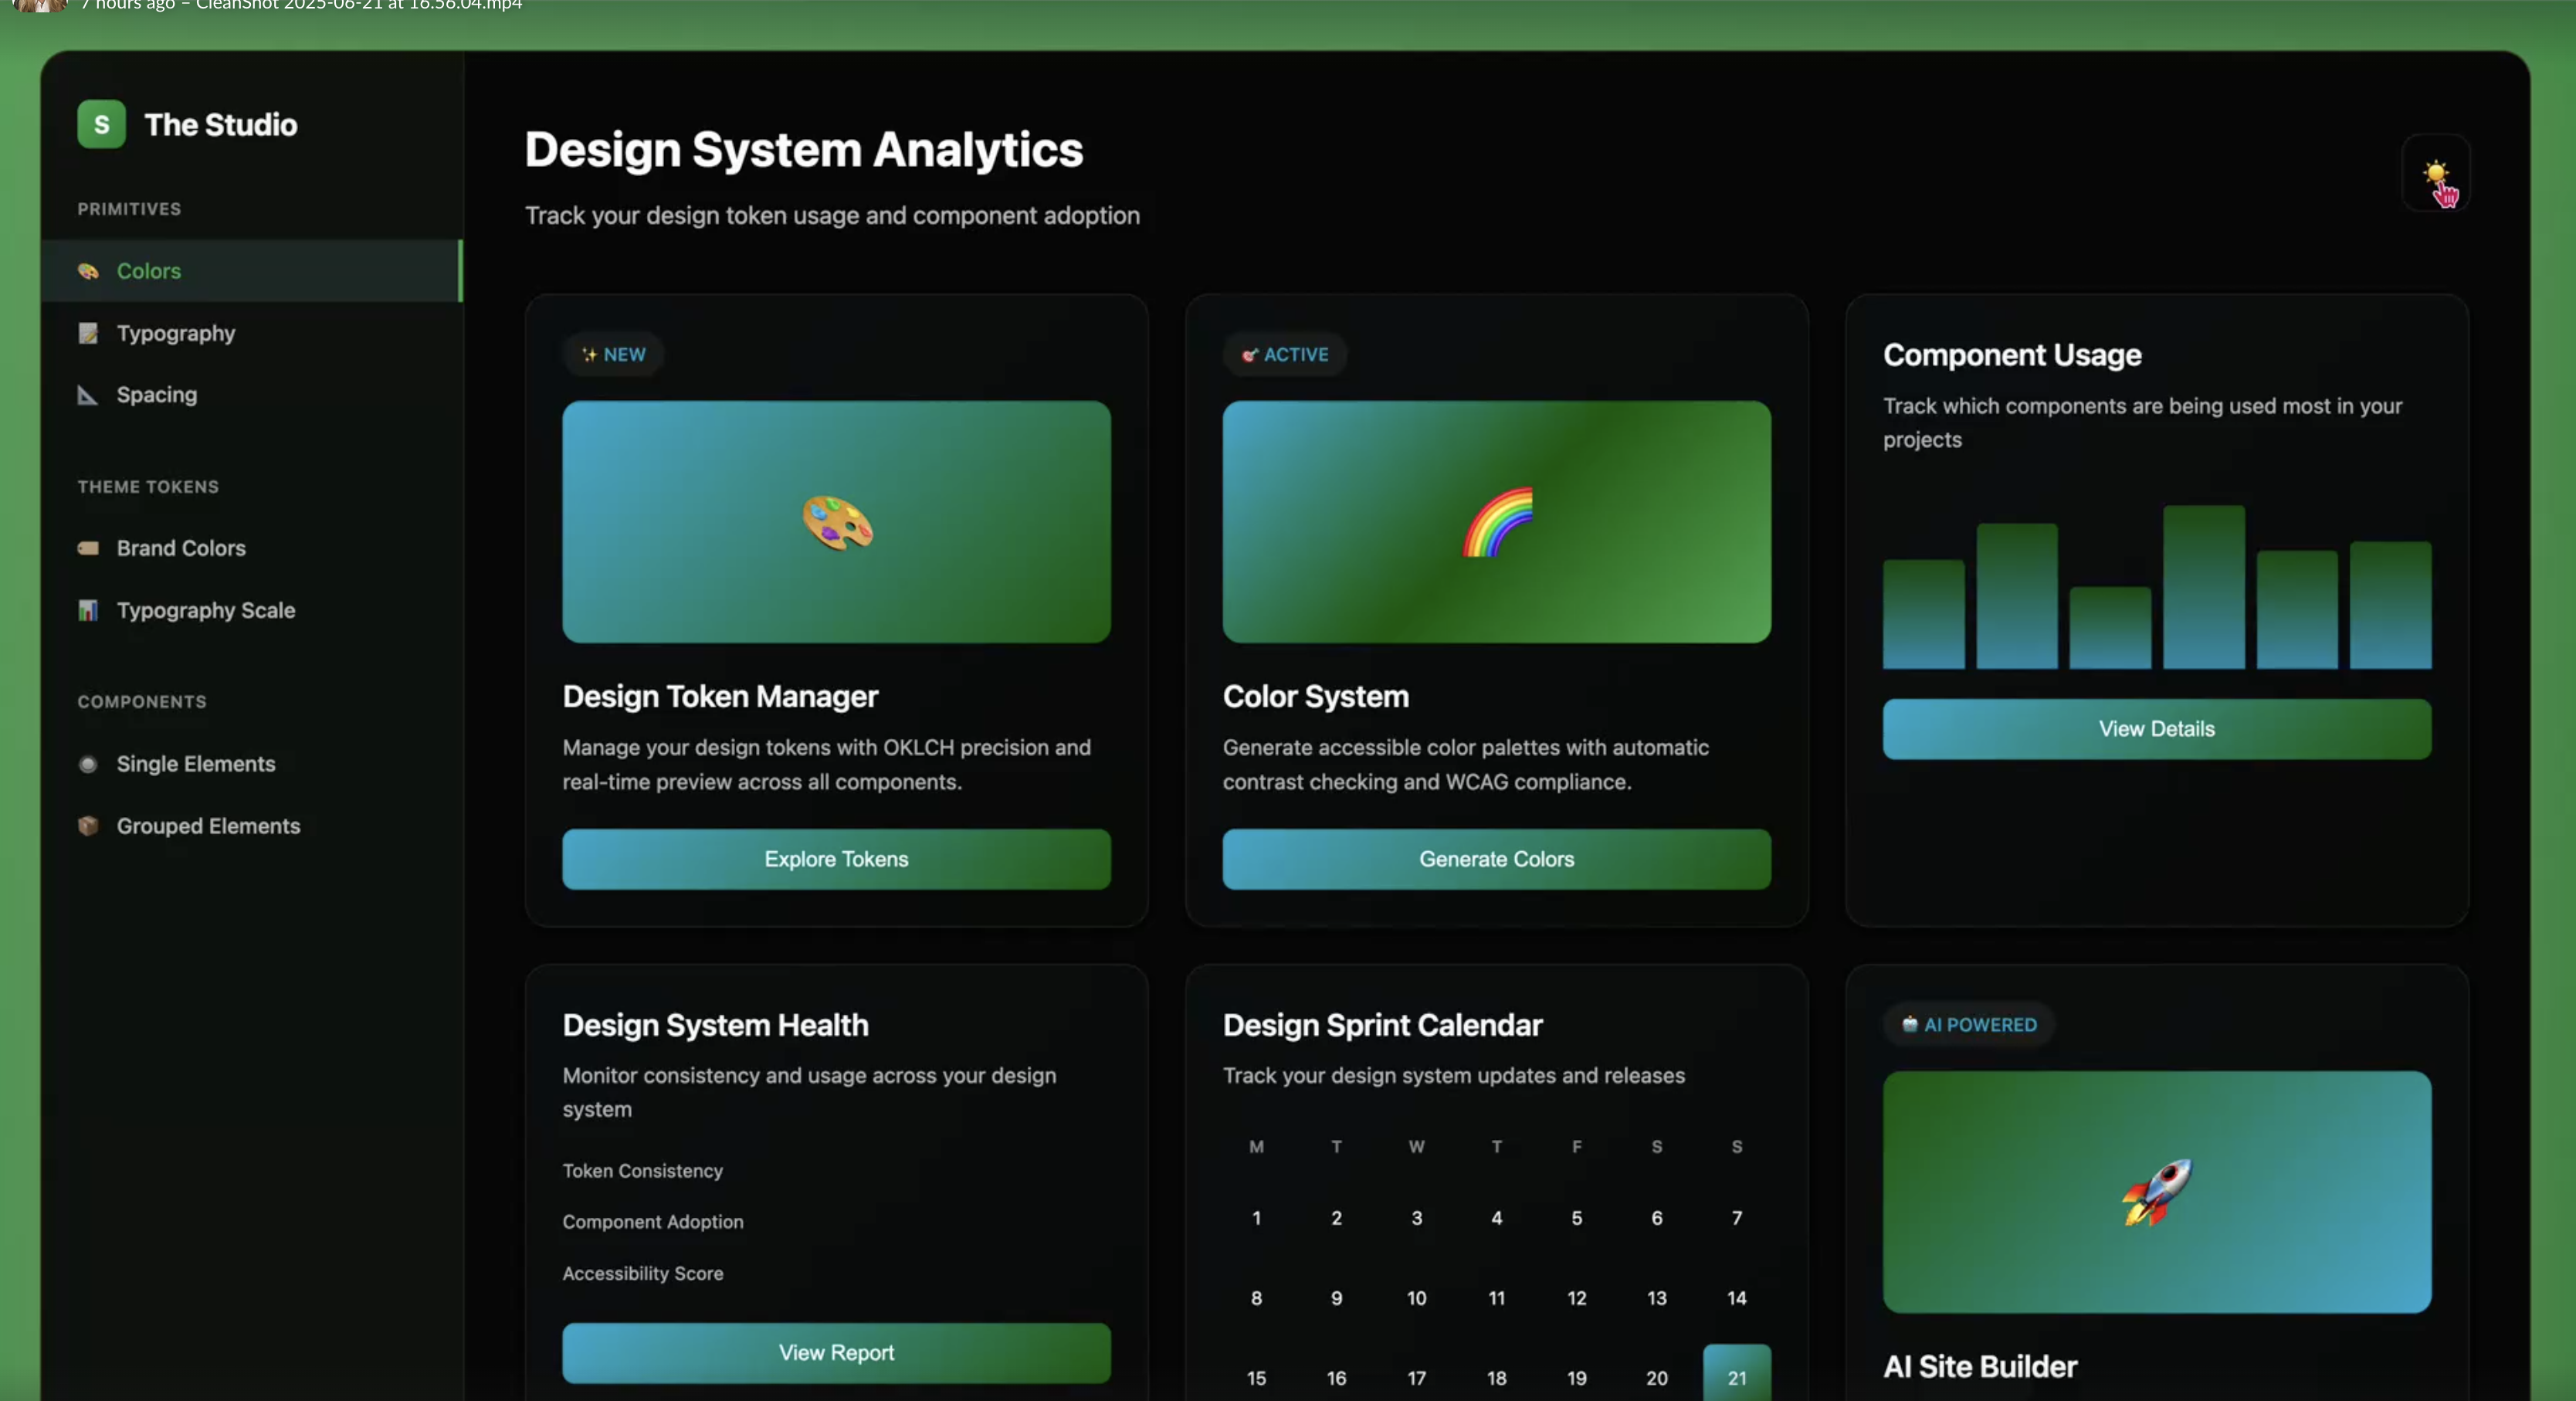 7 hours ago – CleanShot 2025-06-21 at 16.56.04.mp4
S The Studio
PRIMITIVES
Colors
Typography
Spacing
THEME TOKENS
Brand Colors
Typography Scale
COMPONENTS
Single Elements
Grouped Elements
Design System Analytics
Track your design token usage and component adoption
NEW
Design Token Manager
Manage your design tokens with OKLCH precision and
real-time preview across all components.
Explore Tokens
ACTIVE
Color System
Generate accessible color palettes with automatic
contrast checking and WCAG compliance.
Generate Colors
Component Usage
Track which components are being used most in your
projects
View Details
Design System Health
Monitor consistency and usage across your design
system
Token Consistency
Component Adoption
Accessibility Score
View Report
Design Sprint Calendar
Track your design system updates and releases
M T W T F S S
1 2 3 4 5 6 7
8 9 10 11 12 13 14
15 16 17 18 19 20 21
AI POWERED
AI Site Builder